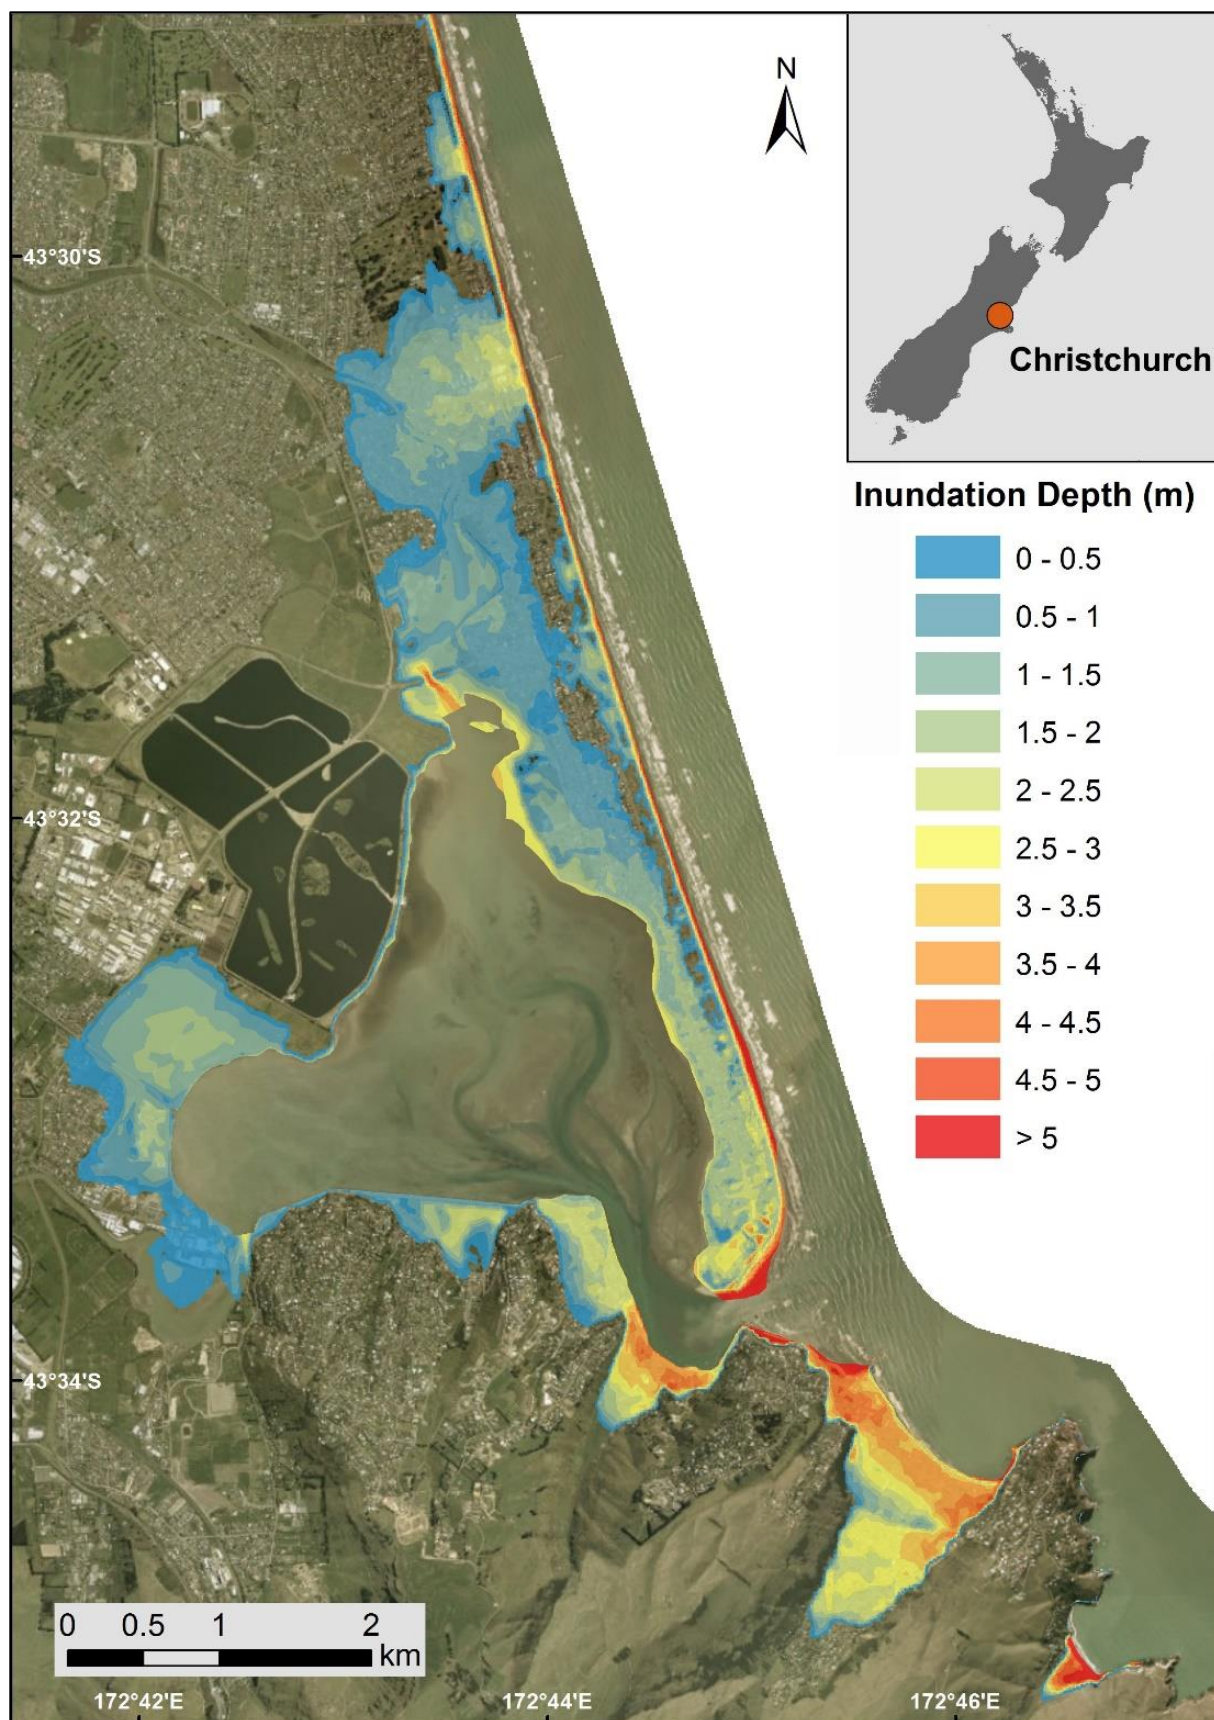 N
Christchurch
43°30'S
Inundation Depth (m)
0 - 0.5
0.5 - 1
1 - 1.5
1.5 - 2
2 - 2.5
43°32'S
2.5 - 3
3 - 3.5
3.5 - 4
4 - 4.5
4.5 - 5
> 5
43°34'S
0 0.5 1 2
km
172°42'E 172°44'E 172°46'E